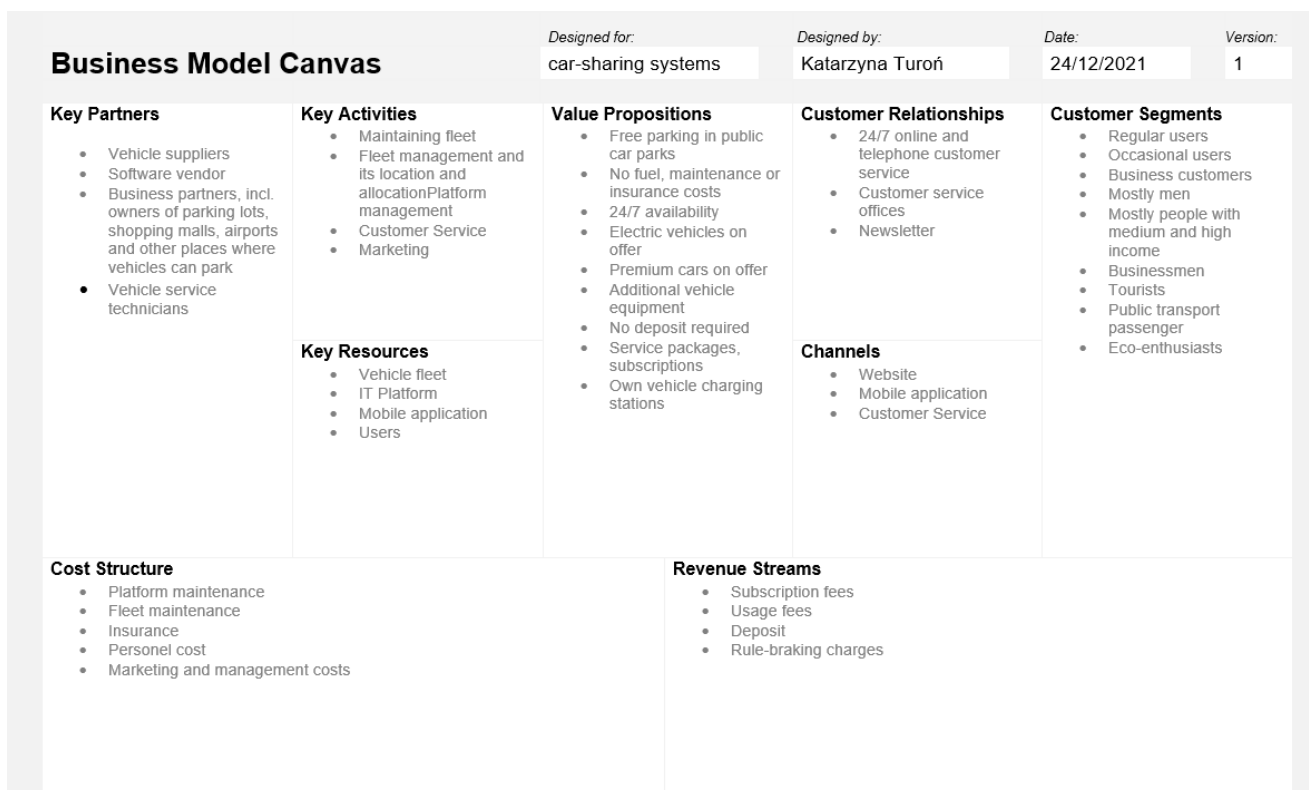 Business Model Canvas
Designed for:
car-sharing systems
Designed by:
Katarzyna Turoń
Date:
24/12/2021
Version:
1
Key Partners
• Vehicle suppliers
• Software vendor
• Business partners, incl.
owners of parking lots,
shopping malls, airports
and other places where
vehicles can park
• Vehicle service
technicians
Key Activities
• Maintaining fleet
• Fleet management and
its location and
allocationPlatform
management
• Customer Service
• Marketing
Key Resources
• Vehicle fleet
• IT Platform
• Mobile application
• Users
Value Propositions
• Free parking in public
car parks
• No fuel, maintenance or
insurance costs
• 24/7 availability
• Electric vehicles on
offer
• Premium cars on offer
• Additional vehicle
equipment
• No deposit required
• Service packages,
subscriptions
• Own vehicle charging
stations
Customer Relationships
• 24/7 online and
telephone customer
service
• Customer service
offices
• Newsletter
Channels
• Website
• Mobile application
• Customer Service
Customer Segments
• Regular users
• Occasional users
• Business customers
• Mostly men
• Mostly people with
medium and high
income
• Businessmen
• Tourists
• Public transport
passenger
• Eco-enthusiasts
Cost Structure
• Platform maintenance
• Fleet maintenance
• Insurance
• Personel cost
• Marketing and management costs
Revenue Streams
• Subscription fees
• Usage fees
• Deposit
• Rule-braking charges